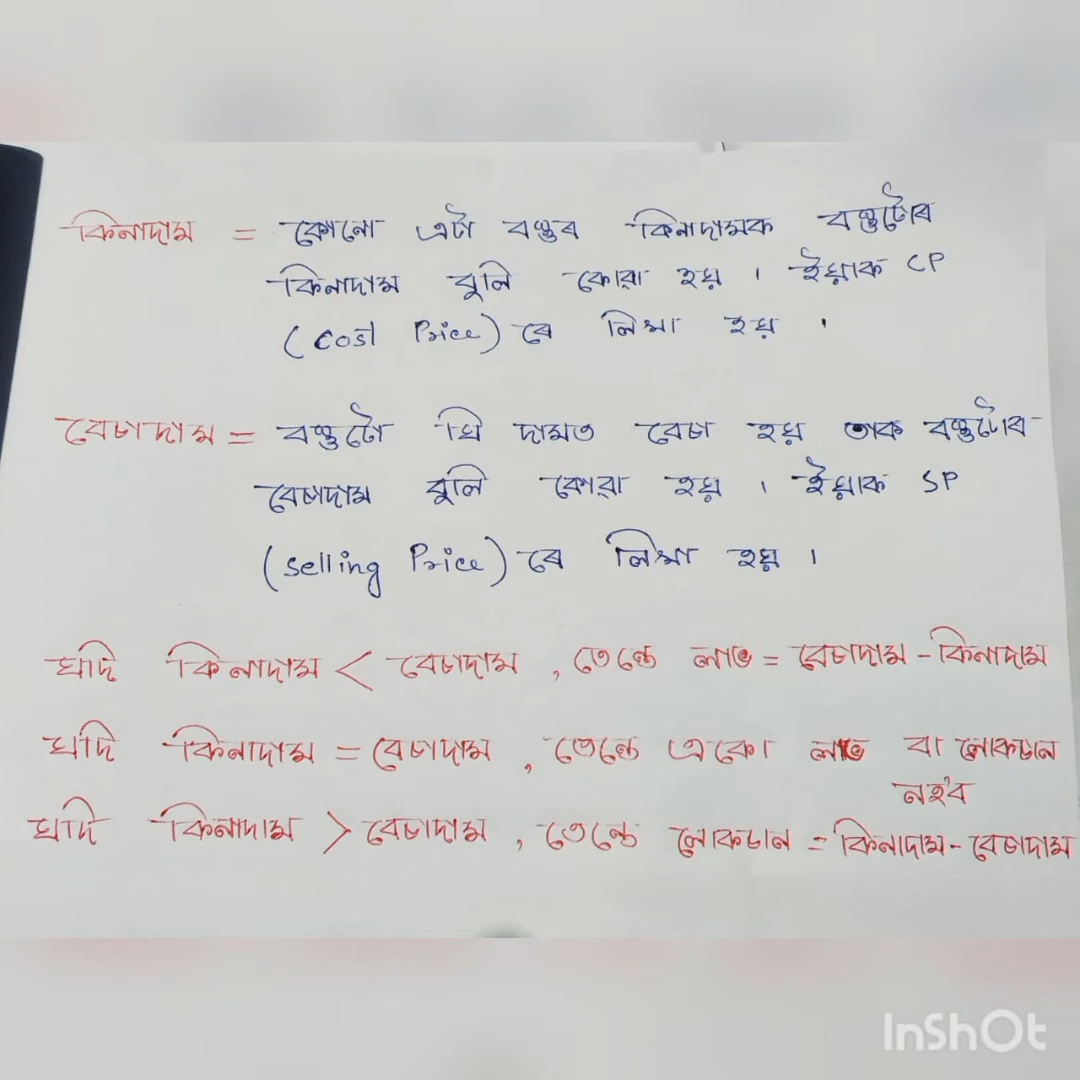 কিনাদাম = কোনো এটা বস্তুৰ কিনাদামক বস্তুটোৰ
কিনাদাম বুলি কোৱা হয় । ইয়াক CP
(Cost Price) ৰে লিখা হয় ।
বেচাদাম = বস্তুটো যি দামত বেচা হয় তাক বস্তুটোৰ
বেচাদাম বুলি কোৱা হয় । ইয়াক SP
(Selling Price) ৰে লিখা হয় ।
যদি কিনাদাম < বেচাদাম , তেন্তে লাভ = বেচাদাম - কিনাদাম
যদি কিনাদাম = বেচাদাম , তেন্তে একো লাভ বা লোকচান
নহ'ব
যদি কিনাদাম > বেচাদাম , তেন্তে লোকচান = কিনাদাম - বেচাদাম
InShOt